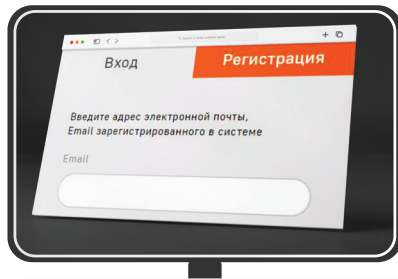 Вход
Регистрация
Введите адрес электронной почты,
Email зарегистрированного в системе
Email